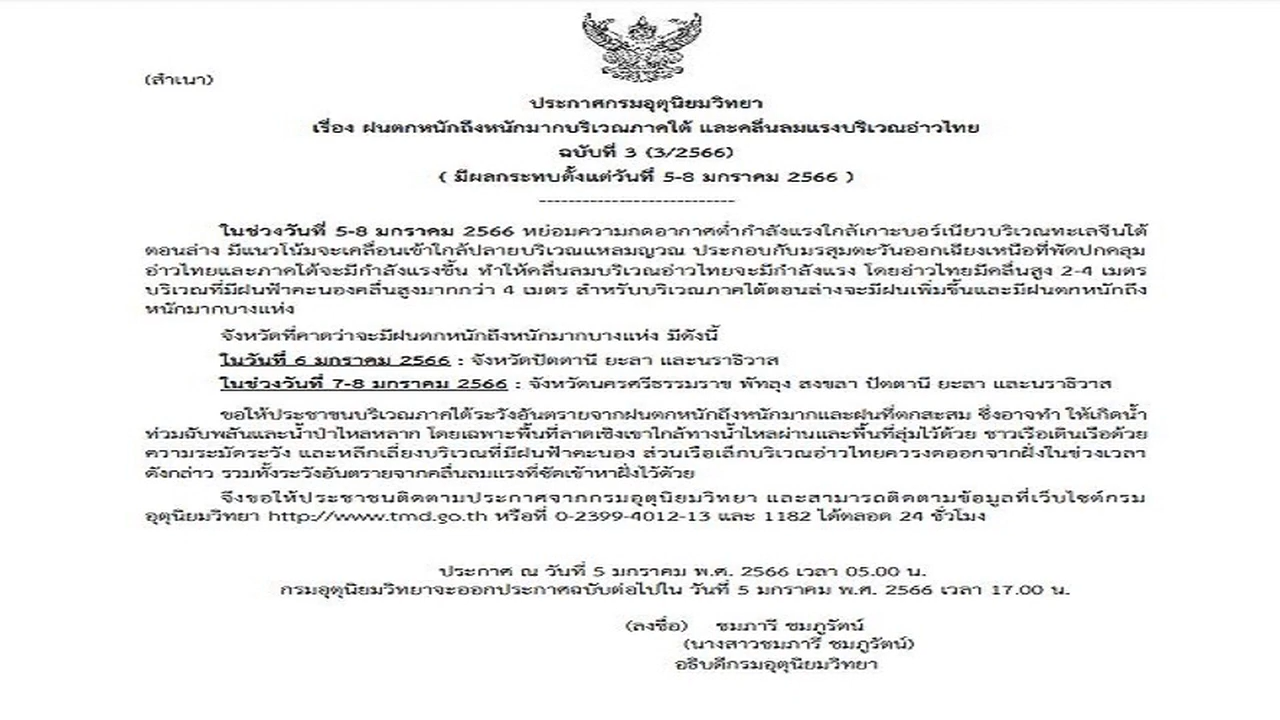 (สำเนา)
ประกาศกรมอุตุนิยมวิทยา
เรื่อง ฝนตกหนักถึงหนักมากบริเวณภาคใต้ และคลื่นลมแรงบริเวณอ่าวไทย
ฉบับที่ 3 (3/2566)
( มีผลกระทบตั้งแต่วันที่ 5-8 มกราคม 2566 )
---------------------------
ในช่วงวันที่ 5-8 มกราคม 2566 หย่อมความกดอากาศต่ำกำลังแรงใกล้เกาะบอร์เนียวบริเวณทะเลจีนใต้
ตอนล่าง มีแนวโน้มจะเคลื่อนเข้าใกล้ปลายบริเวณแหลมญวณ ประกอบกับมรสุมตะวันออกเฉียงเหนือที่พัดปกคลุม
อ่าวไทยและภาคใต้จะมีกำลังแรงขึ้น ทำให้คลื่นลมบริเวณอ่าวไทยจะมีกำลังแรง โดยอ่าวไทยมีคลื่นสูง 2-4 เมตร
บริเวณที่มีฝนฟ้าคะนองคลื่นสูงมากกว่า 4 เมตร สำหรับบริเวณภาคใต้ตอนล่างจะมีฝนเพิ่มขึ้นและมีฝนตกหนักถึง
หนักมากบางแห่ง
จังหวัดที่คาดว่าจะมีฝนตกหนักถึงหนักมากบางแห่ง มีดังนี้
ในวันที่ 6 มกราคม 2566 : จังหวัดปัตตานี ยะลา และนราธิวาส
ในช่วงวันที่ 7-8 มกราคม 2566 : จังหวัดนครศรีธรรมราช พัทลุง สงขลา ปัตตานี ยะลา และนราธิวาส
ขอให้ประชาชนบริเวณภาคใต้ระวังอันตรายจากฝนตกหนักถึงหนักมากและฝนที่ตกสะสม ซึ่งอาจทำ ให้เกิดน้ำ
ท่วมฉับพลันและน้ำป่าไหลหลาก โดยเฉพาะพื้นที่ลาดเชิงเขาใกล้ทางน้ำไหลผ่านและพื้นที่ลุ่มไว้ด้วย ชาวเรือเดินเรือด้วย
ความระมัดระวัง และหลีกเลี่ยงบริเวณที่มีฝนฟ้าคะนอง ส่วนเรือเล็กบริเวณอ่าวไทยควรงดออกจากฝั่งในช่วงเวลา
ดังกล่าว รวมทั้งระวังอันตรายจากคลื่นลมแรงที่ซัดเข้าหาฝั่งไว้ด้วย
จึงขอให้ประชาชนติดตามประกาศจากกรมอุตุนิยมวิทยา และสามารถติดตามข้อมูลที่เว็บไซต์กรม
อุตุนิยมวิทยา http://www.tmd.go.th หรือที่ 0-2399-4012-13 และ 1182 ได้ตลอด 24 ชั่วโมง
ประกาศ ณ วันที่ 5 มกราคม พ.ศ. 2566 เวลา 05.00 น.
กรมอุตุนิยมวิทยาจะออกประกาศฉบับต่อไปใน วันที่ 5 มกราคม พ.ศ. 2566 เวลา 17.00 น.
(ลงชื่อ) ชมภารี ชมภูรัตน์
(นางสาวชมภารี ชมภูรัตน์)
อธิบดีกรมอุตุนิยมวิทยา